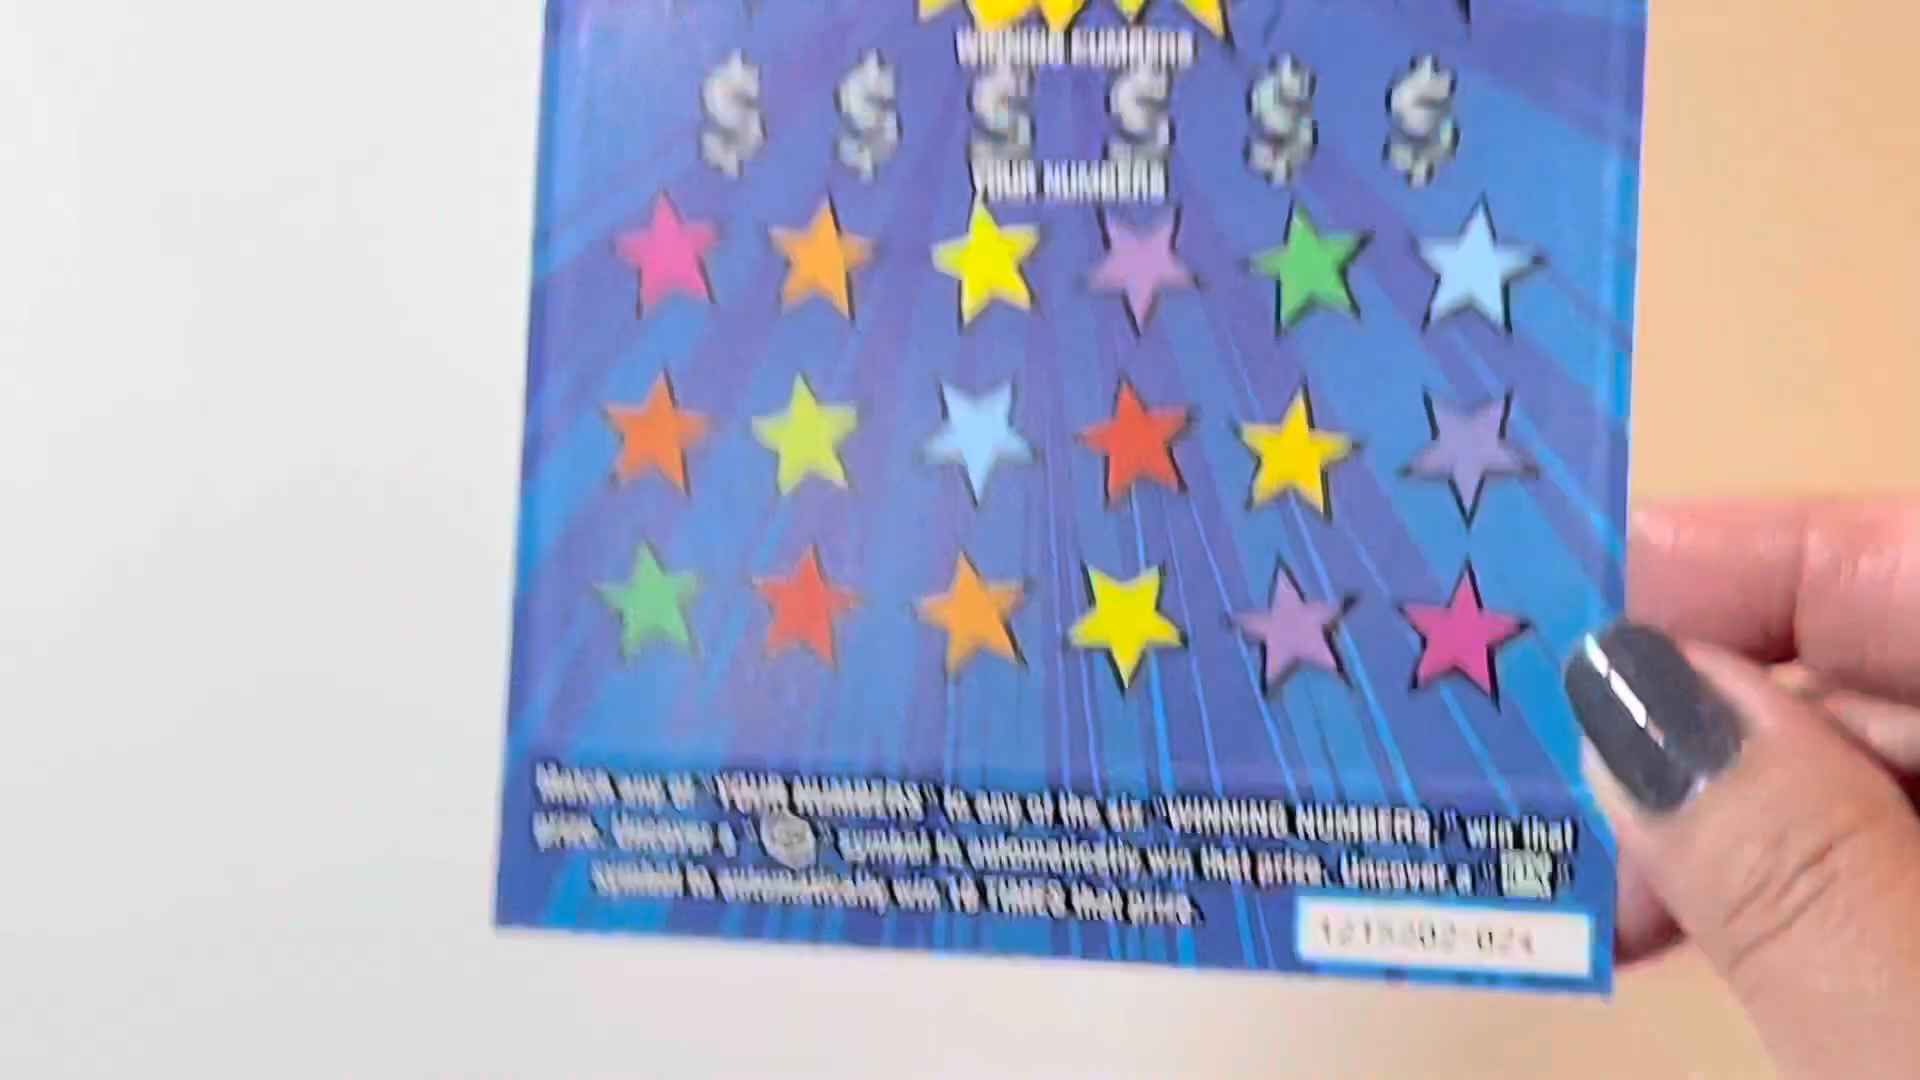 WINNING NUMBERS
$ $ $ $ $ $
YOUR NUMBERS
Match any of "YOUR NUMBERS" to any of the six "WINNING NUMBERS," win that
prize. Uncover a " " symbol to automatically win that prize. Uncover a "10X"
symbol to automatically win 10 TIMES that prize.